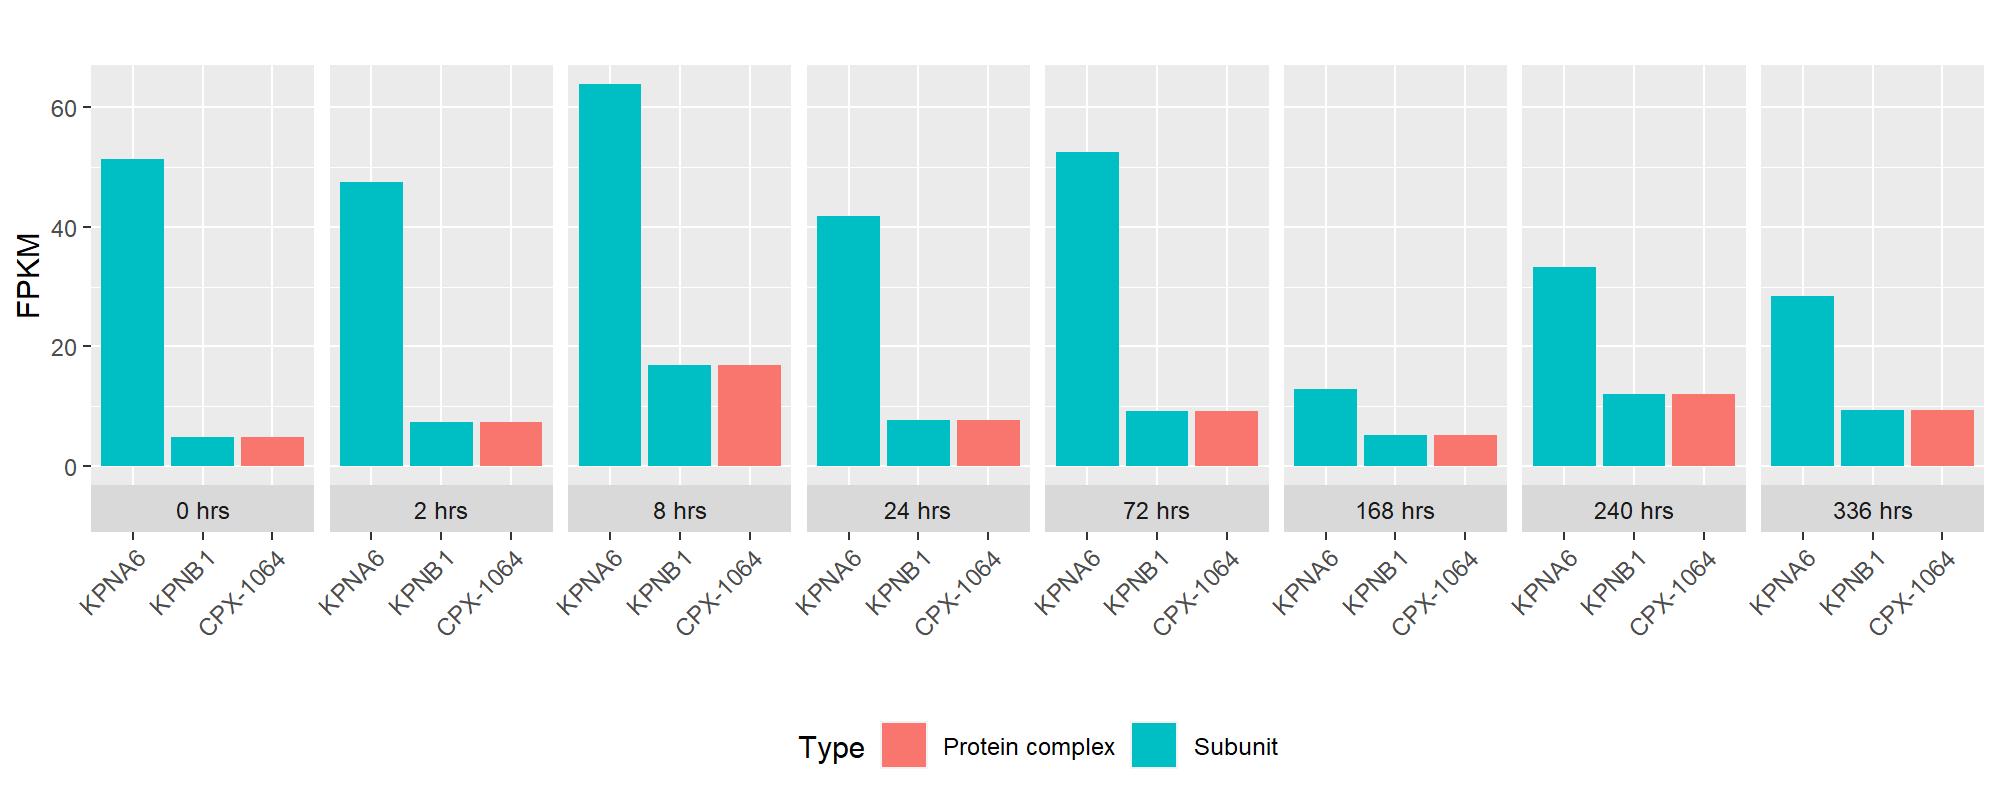 FPKM
60
40
20
0
0 hrs 2 hrs 8 hrs 24 hrs 72 hrs 168 hrs 240 hrs 336 hrs
KPNA6 KPNB1 CPX-1064 KPNA6 KPNB1 CPX-1064 KPNA6 KPNB1 CPX-1064 KPNA6 KPNB1 CPX-1064 KPNA6 KPNB1 CPX-1064 KPNA6 KPNB1 CPX-1064 KPNA6 KPNB1 CPX-1064 KPNA6 KPNB1 CPX-1064
Type Protein complex Subunit